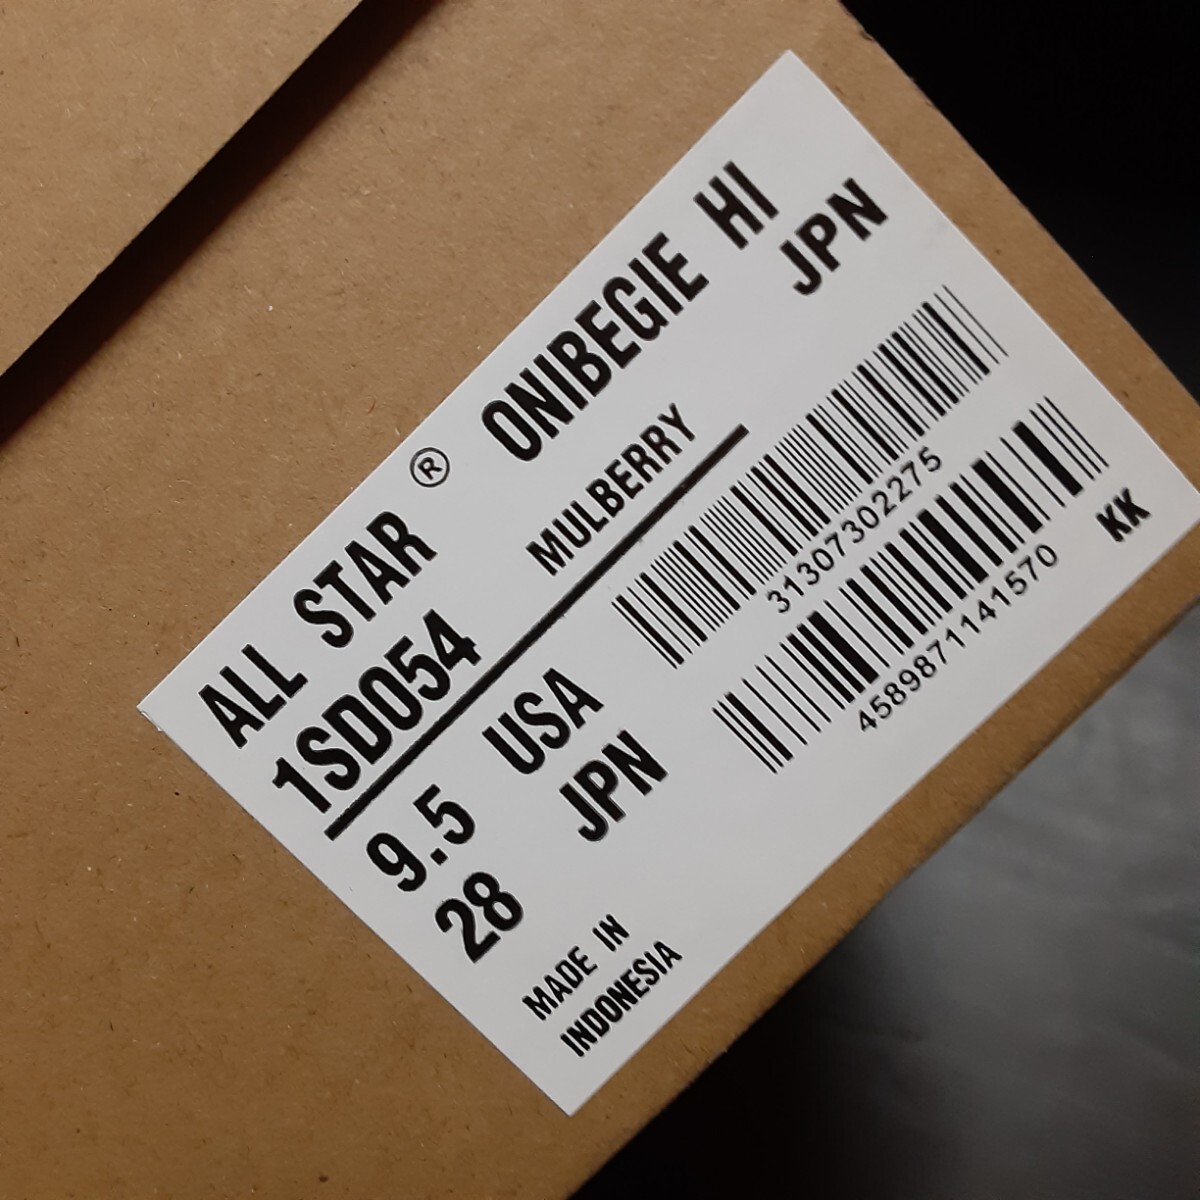 ALL STAR ® ONIBEGIE HI
1SD054 MULBERRY JPN
9.5 USA
31307302275
28 JPN
4589871141570
MADE IN
INDONESIA
KK